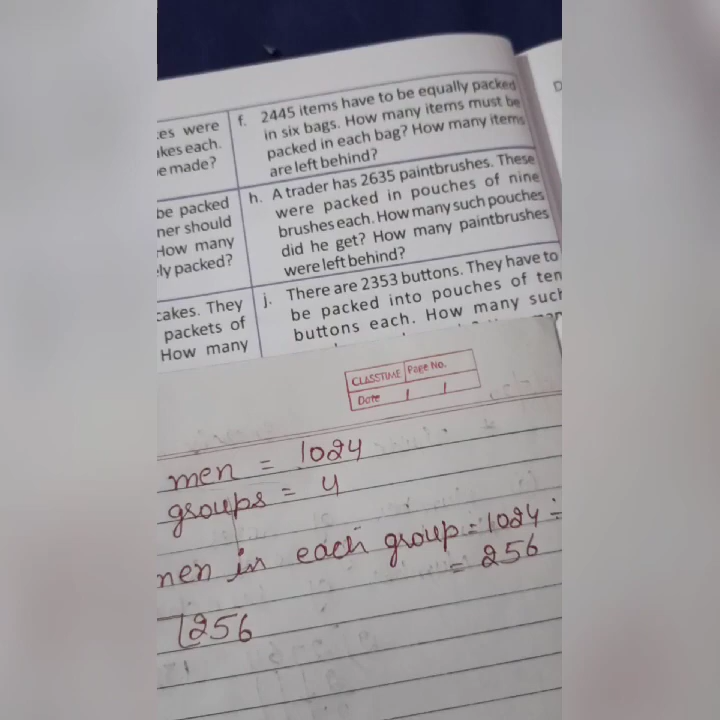 ces were
akes each.
e made?
f. 2445 items have to be equally packed
in six bags. How many items must be
packed in each bag? How many items
are left behind?
be packed
ner should
How many
ly packed?
h. A trader has 2635 paintbrushes. These
were packed in pouches of nine
brushes each. How many such pouches
did he get? How many paintbrushes
were left behind?
cakes. They
packets of
How many
j. There are 2353 buttons. They have to
be packed into pouches of ten
buttons each. How many such
CLASSTIME Page No.
Date / /
men = 1024
groups = 4
men in each group = 1024 ÷
= 256
256